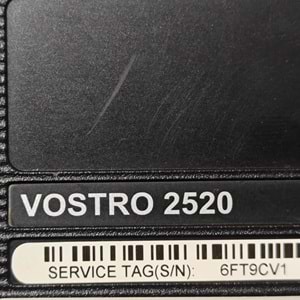 VOSTRO 2520
SERVICE TAG(S/N): 6FT9CV1